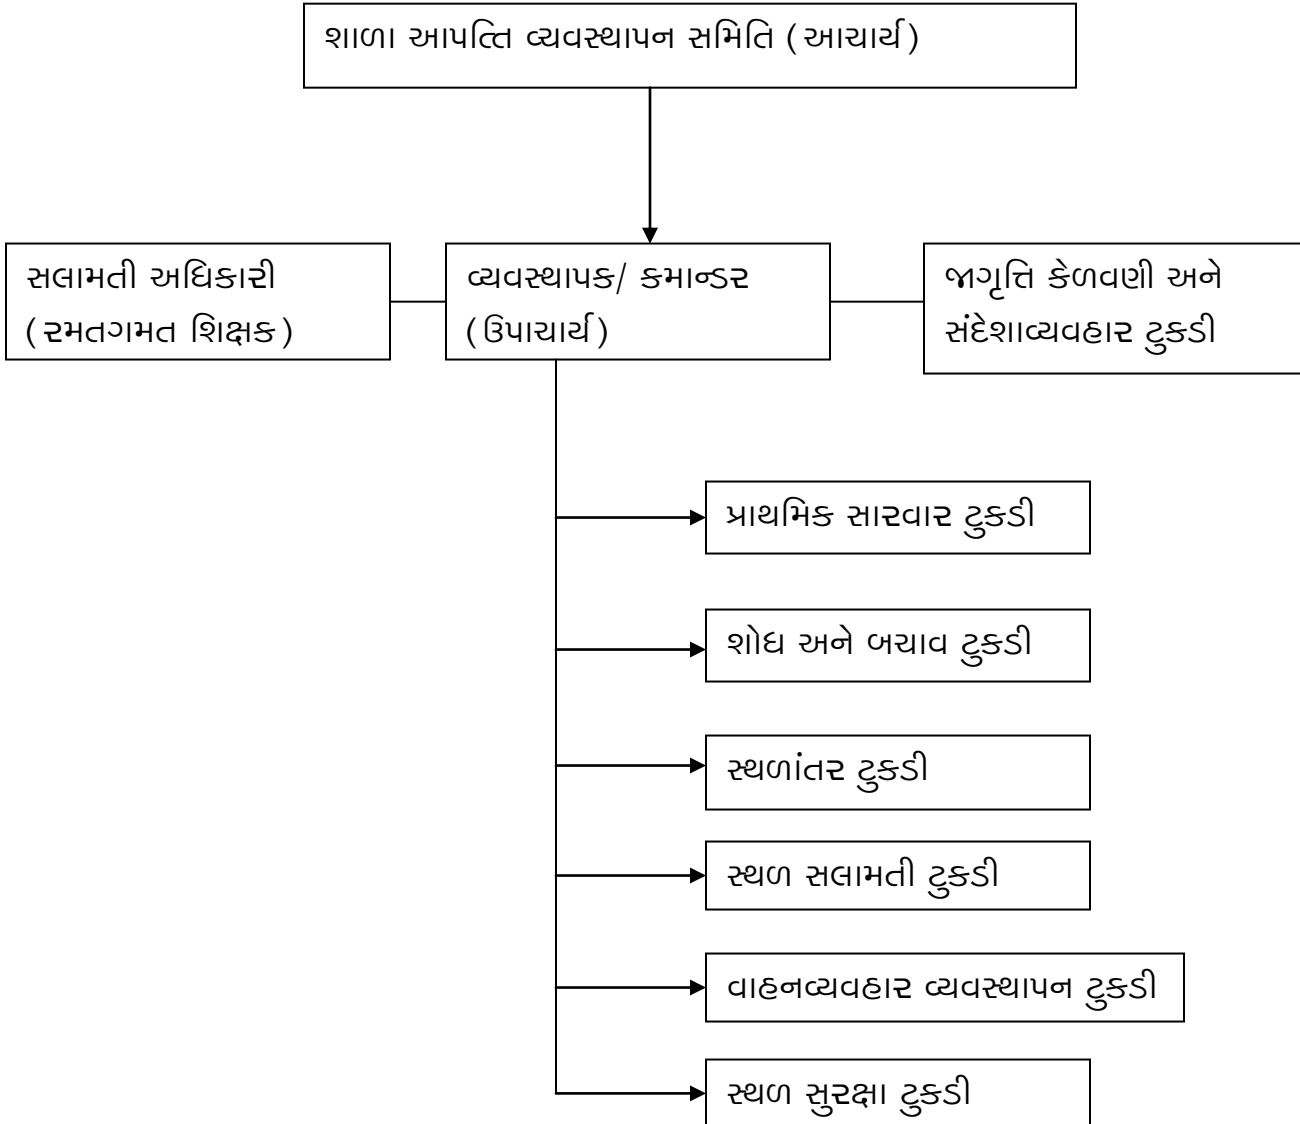 શાળા આપત્તિ વ્યવસ્થાપન સમિતિ (આચાર્ય)
સલામતી અધિકારી
(રમતગમત શિક્ષક)
વ્યવસ્થાપક/ કમાન્ડર
(ઉપાચાર્ય)
જાગૃત્તિ કેળવણી અને
સંદેશાવ્યવહાર ટુકડી
પ્રાથમિક સારવાર ટુકડી
શોધ અને બચાવ ટુકડી
સ્થળાંતર ટુકડી
સ્થળ સલામતી ટુકડી
વાહનવ્યવહાર વ્યવસ્થાપન ટુકડી
સ્થળ સુરક્ષા ટુકડી